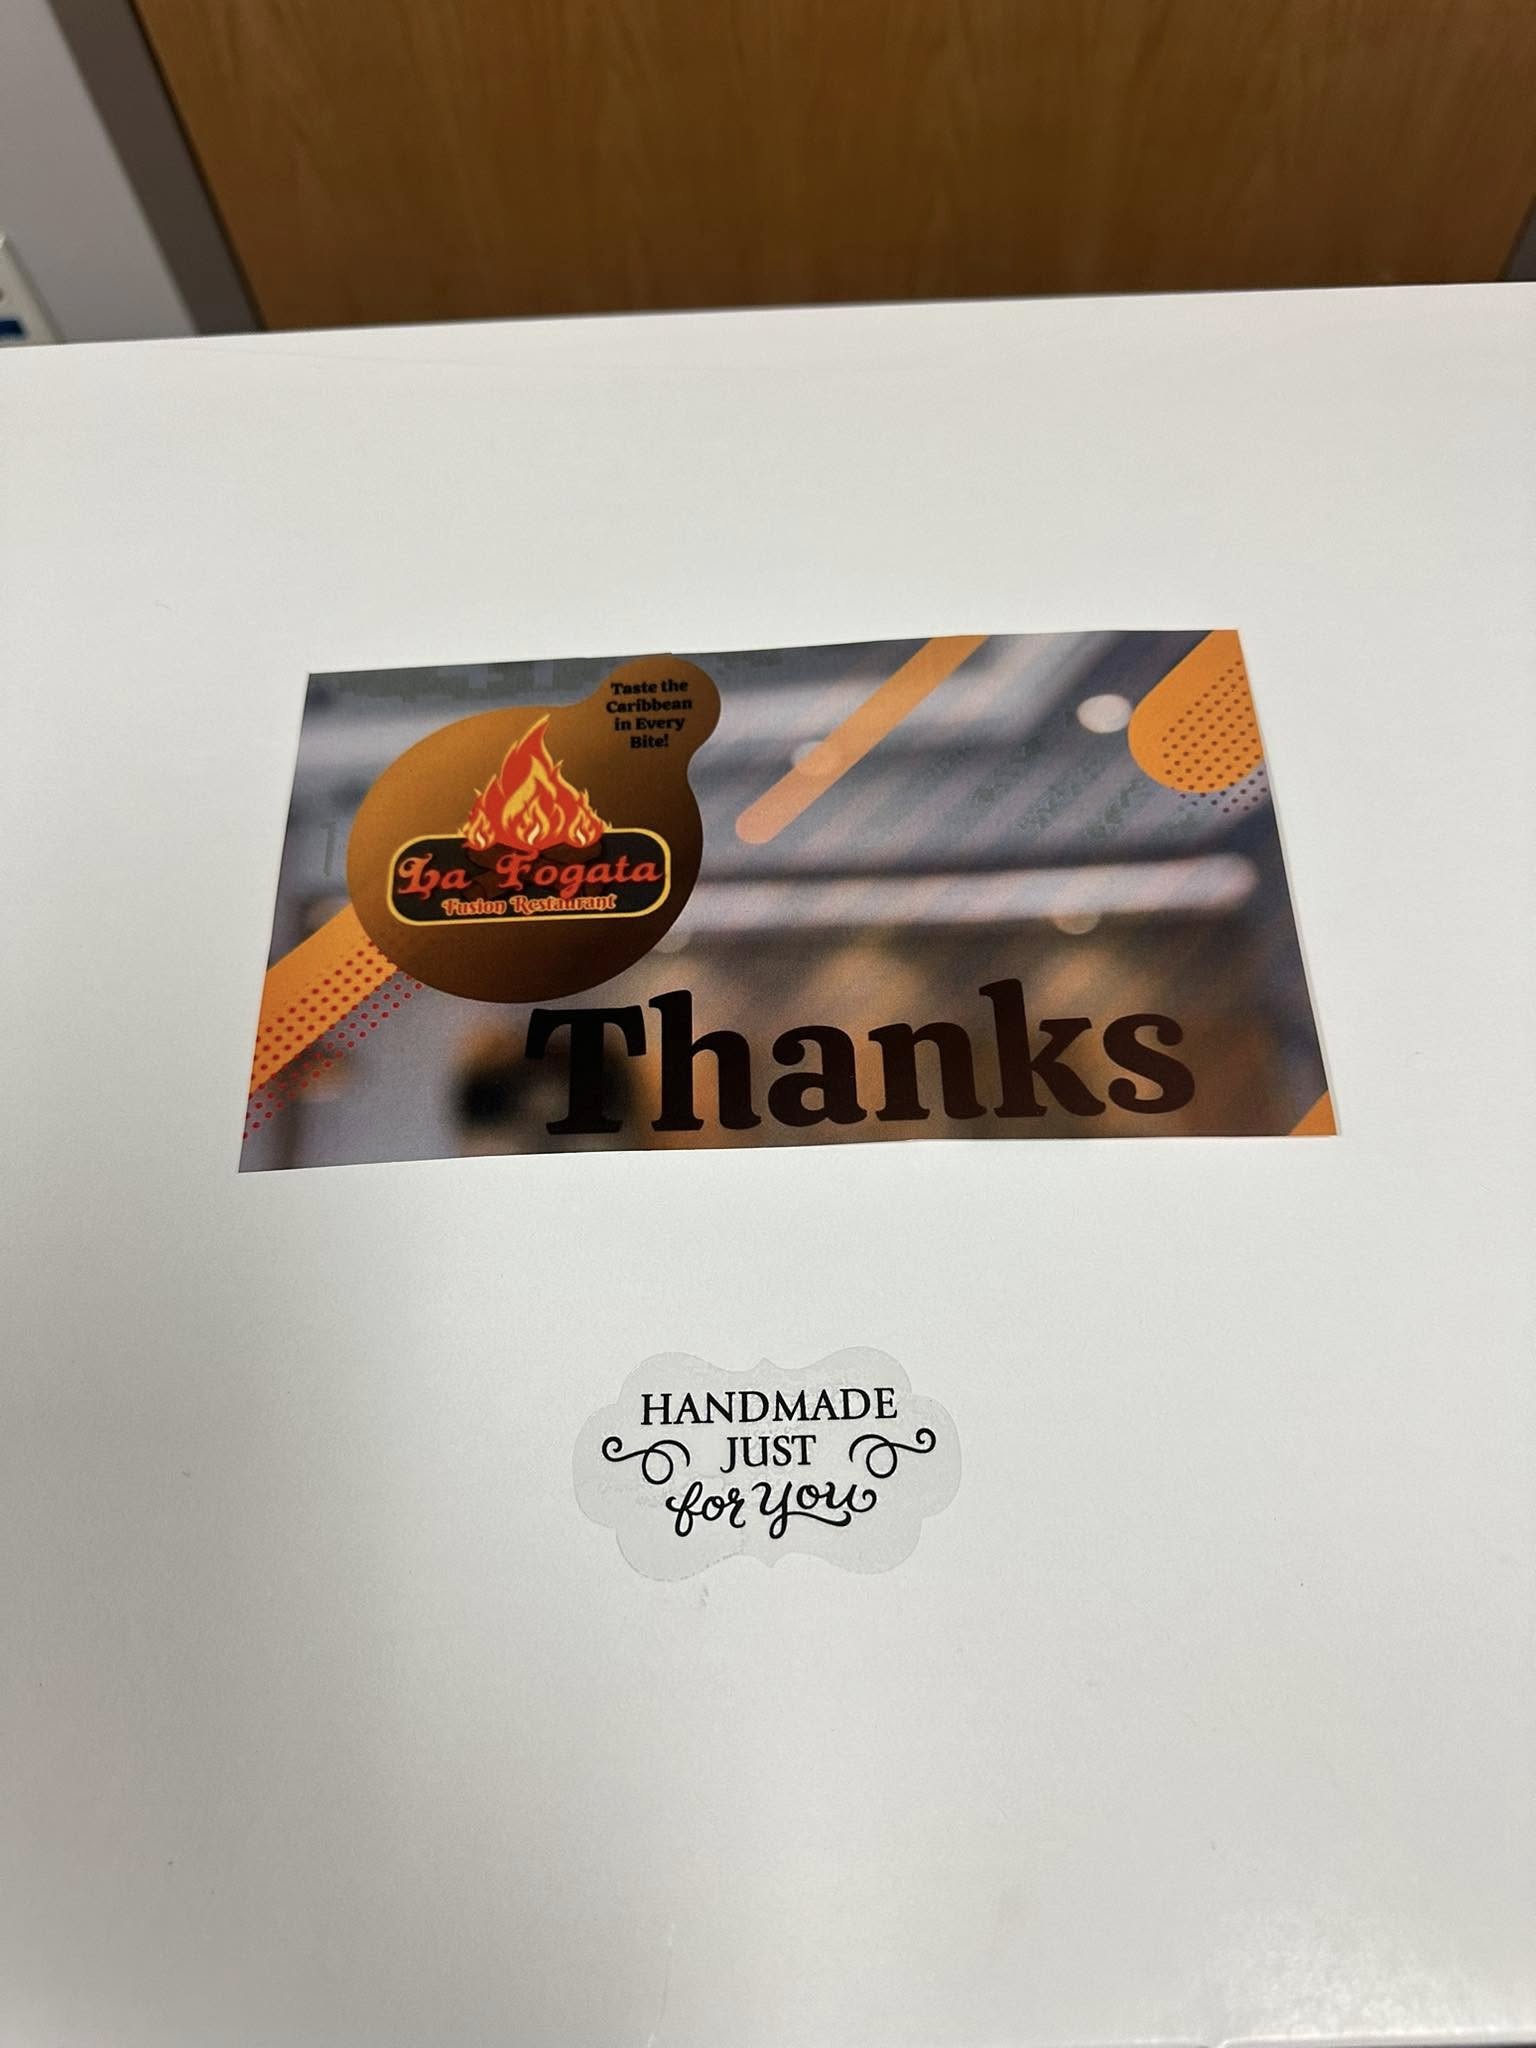 Taste the
Caribbean
in Every
Bite!
La Fogata
Fusion Restaurant
Thanks
HANDMADE
JUST
for you